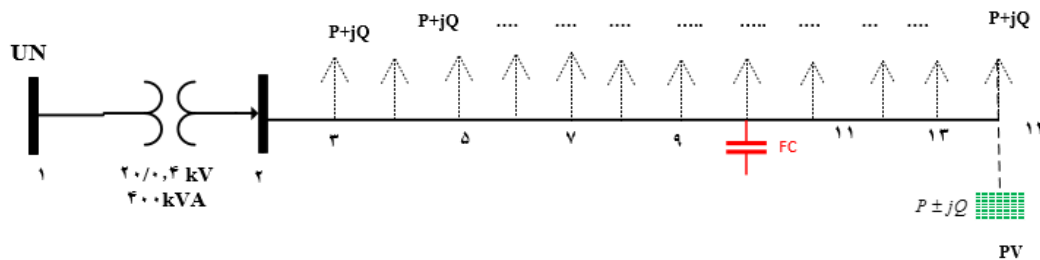 P+jQ P+jQ .... .... .... ..... ..... .... ... .... P+jQ
UN
۳ ۵ ۷ ۹ ۱۱ ۱۳
FC
۱ ۲۰/۰,۴ kV ۲
۴۰۰kVA
P ± jQ
PV